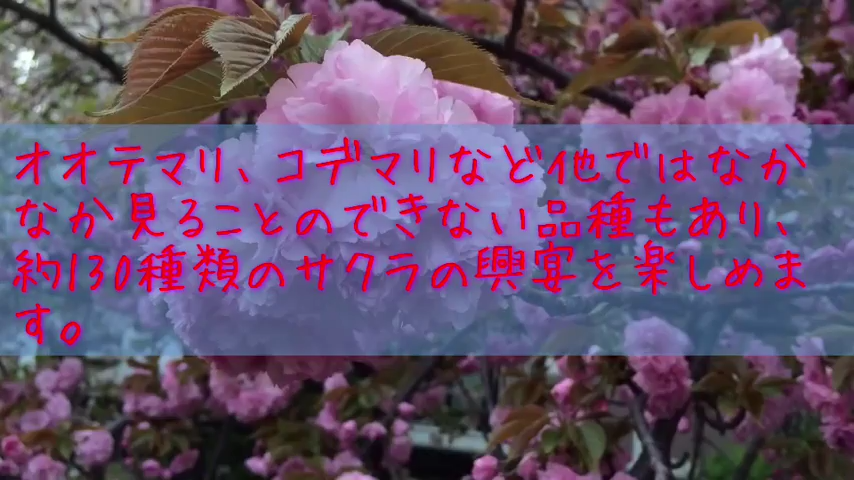 オオテマリ、コデマリなど他ではなか
なか見ることのできない品種もあり、
約130種類のサクラの興宴を楽しめま
す。